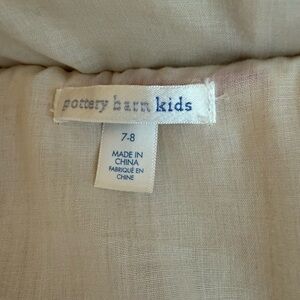 pottery barn kids
7-8
MADE IN
CHINA
FABRIQUÉ EN
CHINE